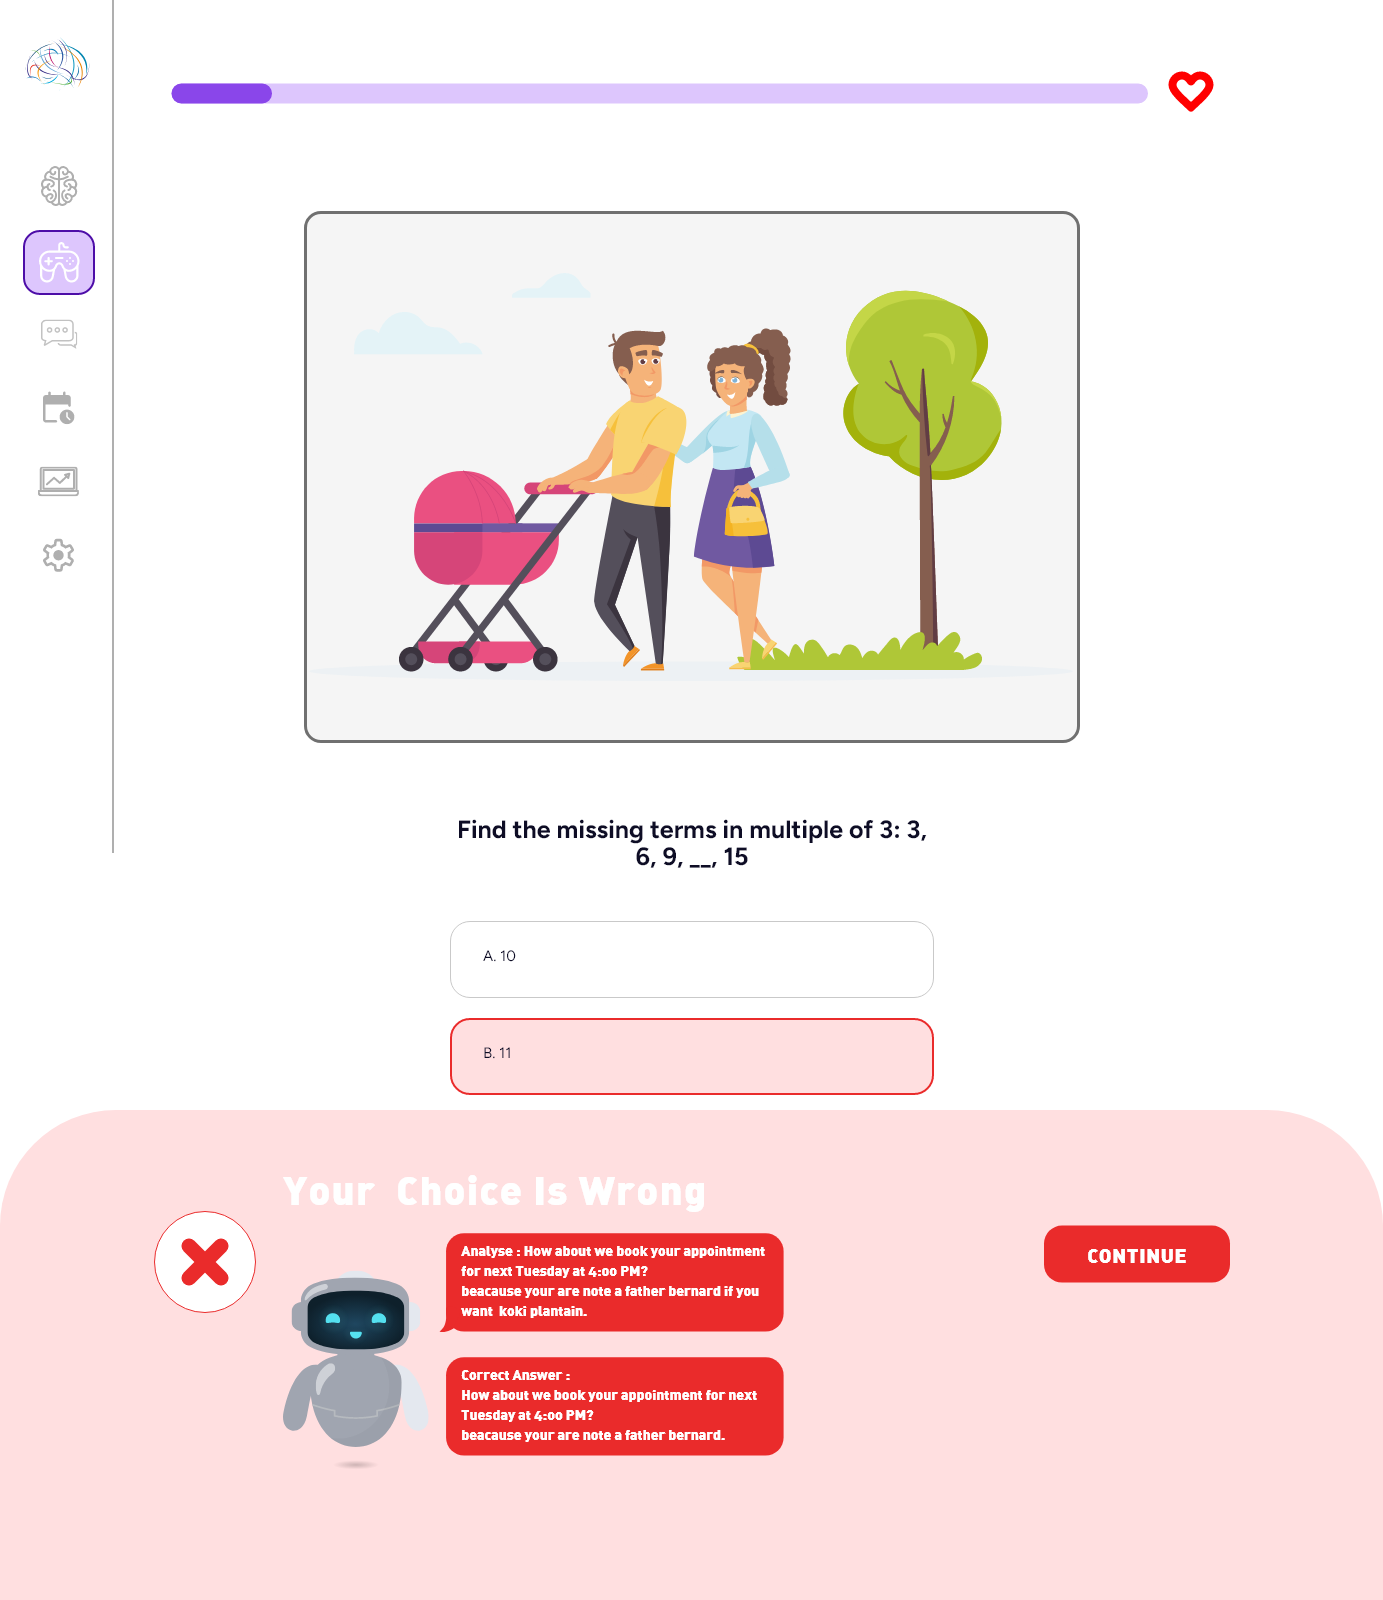 Find the missing terms in multiple of 3: 3,
6, 9, __, 15
A. 10
B. 11
Your Choice Is Wrong
Analyse : How about we book your appointment
for next Tuesday at 4:00 PM?
beacause your are note a father bernard if you
want koki plantain.
CONTINUE
Correct Answer :
How about we book your appointment for next
Tuesday at 4:00 PM?
beacause your are note a father bernard.